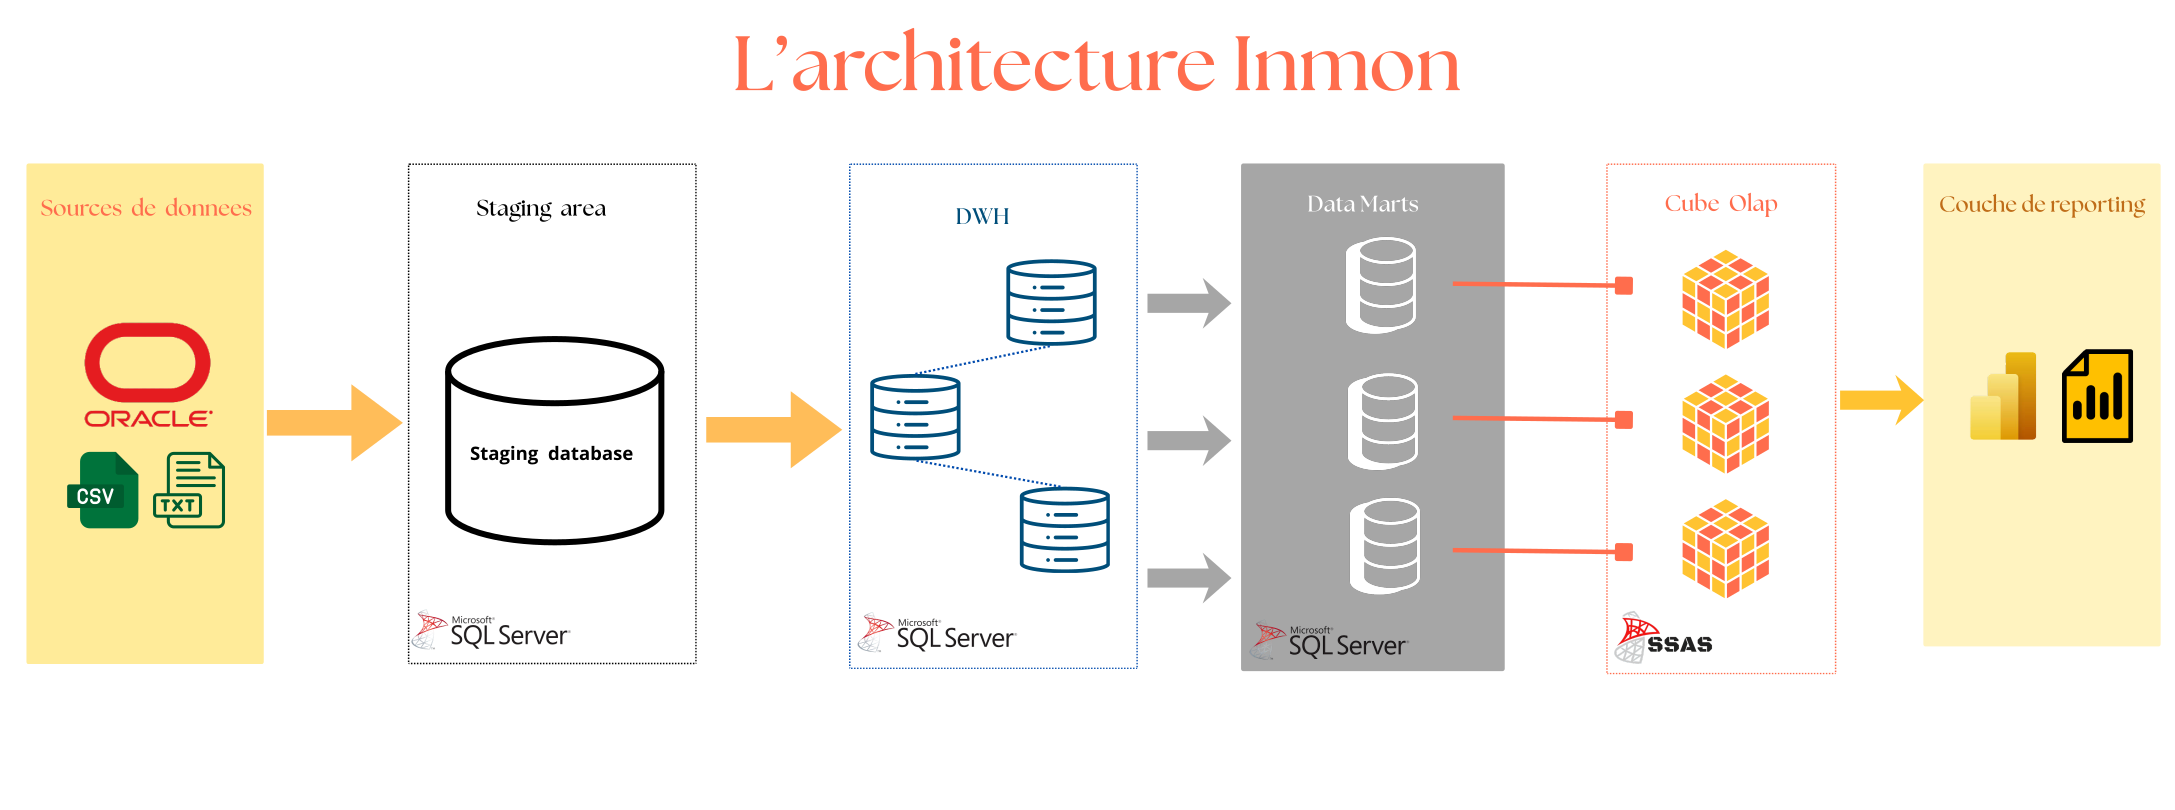 L'architecture Inmon
Sources de donnees
ORACLE
CSV
TXT
Staging area
Staging database
Microsoft®
SQL Server®
DWH
Microsoft®
SQL Server®
Data Marts
Microsoft®
SQL Server®
Cube Olap
SSAS
Couche de reporting